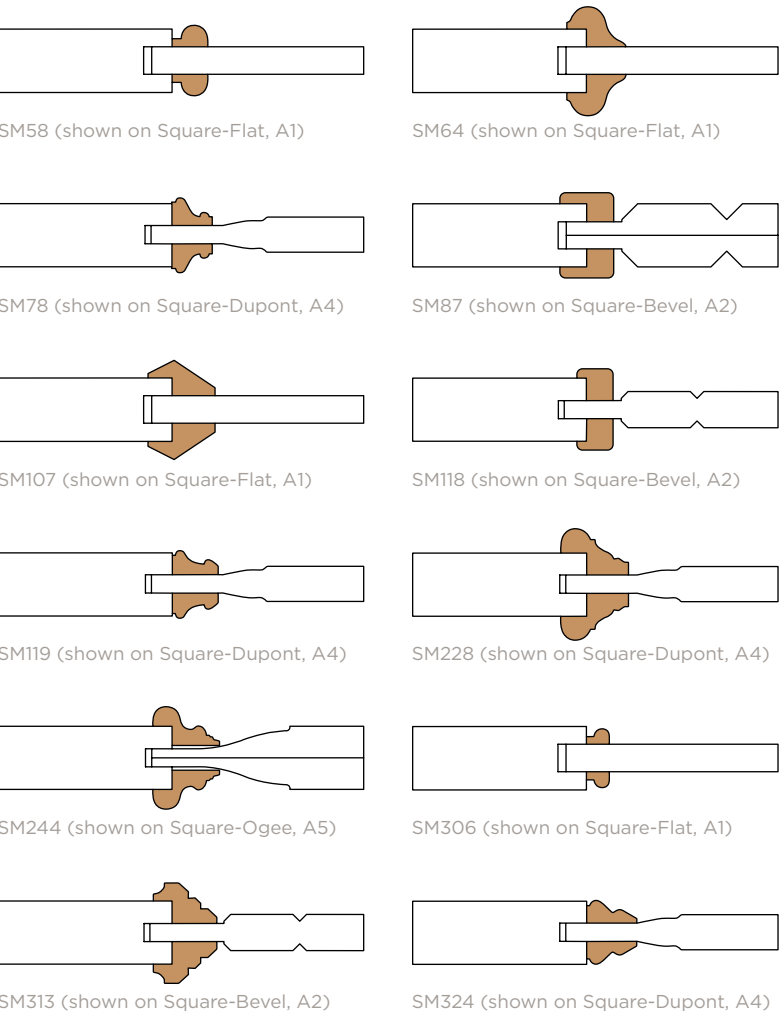 SM58 (shown on Square-Flat, A1)
SM64 (shown on Square-Flat, A1)
SM78 (shown on Square-Dupont, A4)
SM87 (shown on Square-Bevel, A2)
SM107 (shown on Square-Flat, A1)
SM118 (shown on Square-Bevel, A2)
SM119 (shown on Square-Dupont, A4)
SM228 (shown on Square-Dupont, A4)
SM244 (shown on Square-Ogee, A5)
SM306 (shown on Square-Flat, A1)
SM313 (shown on Square-Bevel, A2)
SM324 (shown on Square-Dupont, A4)